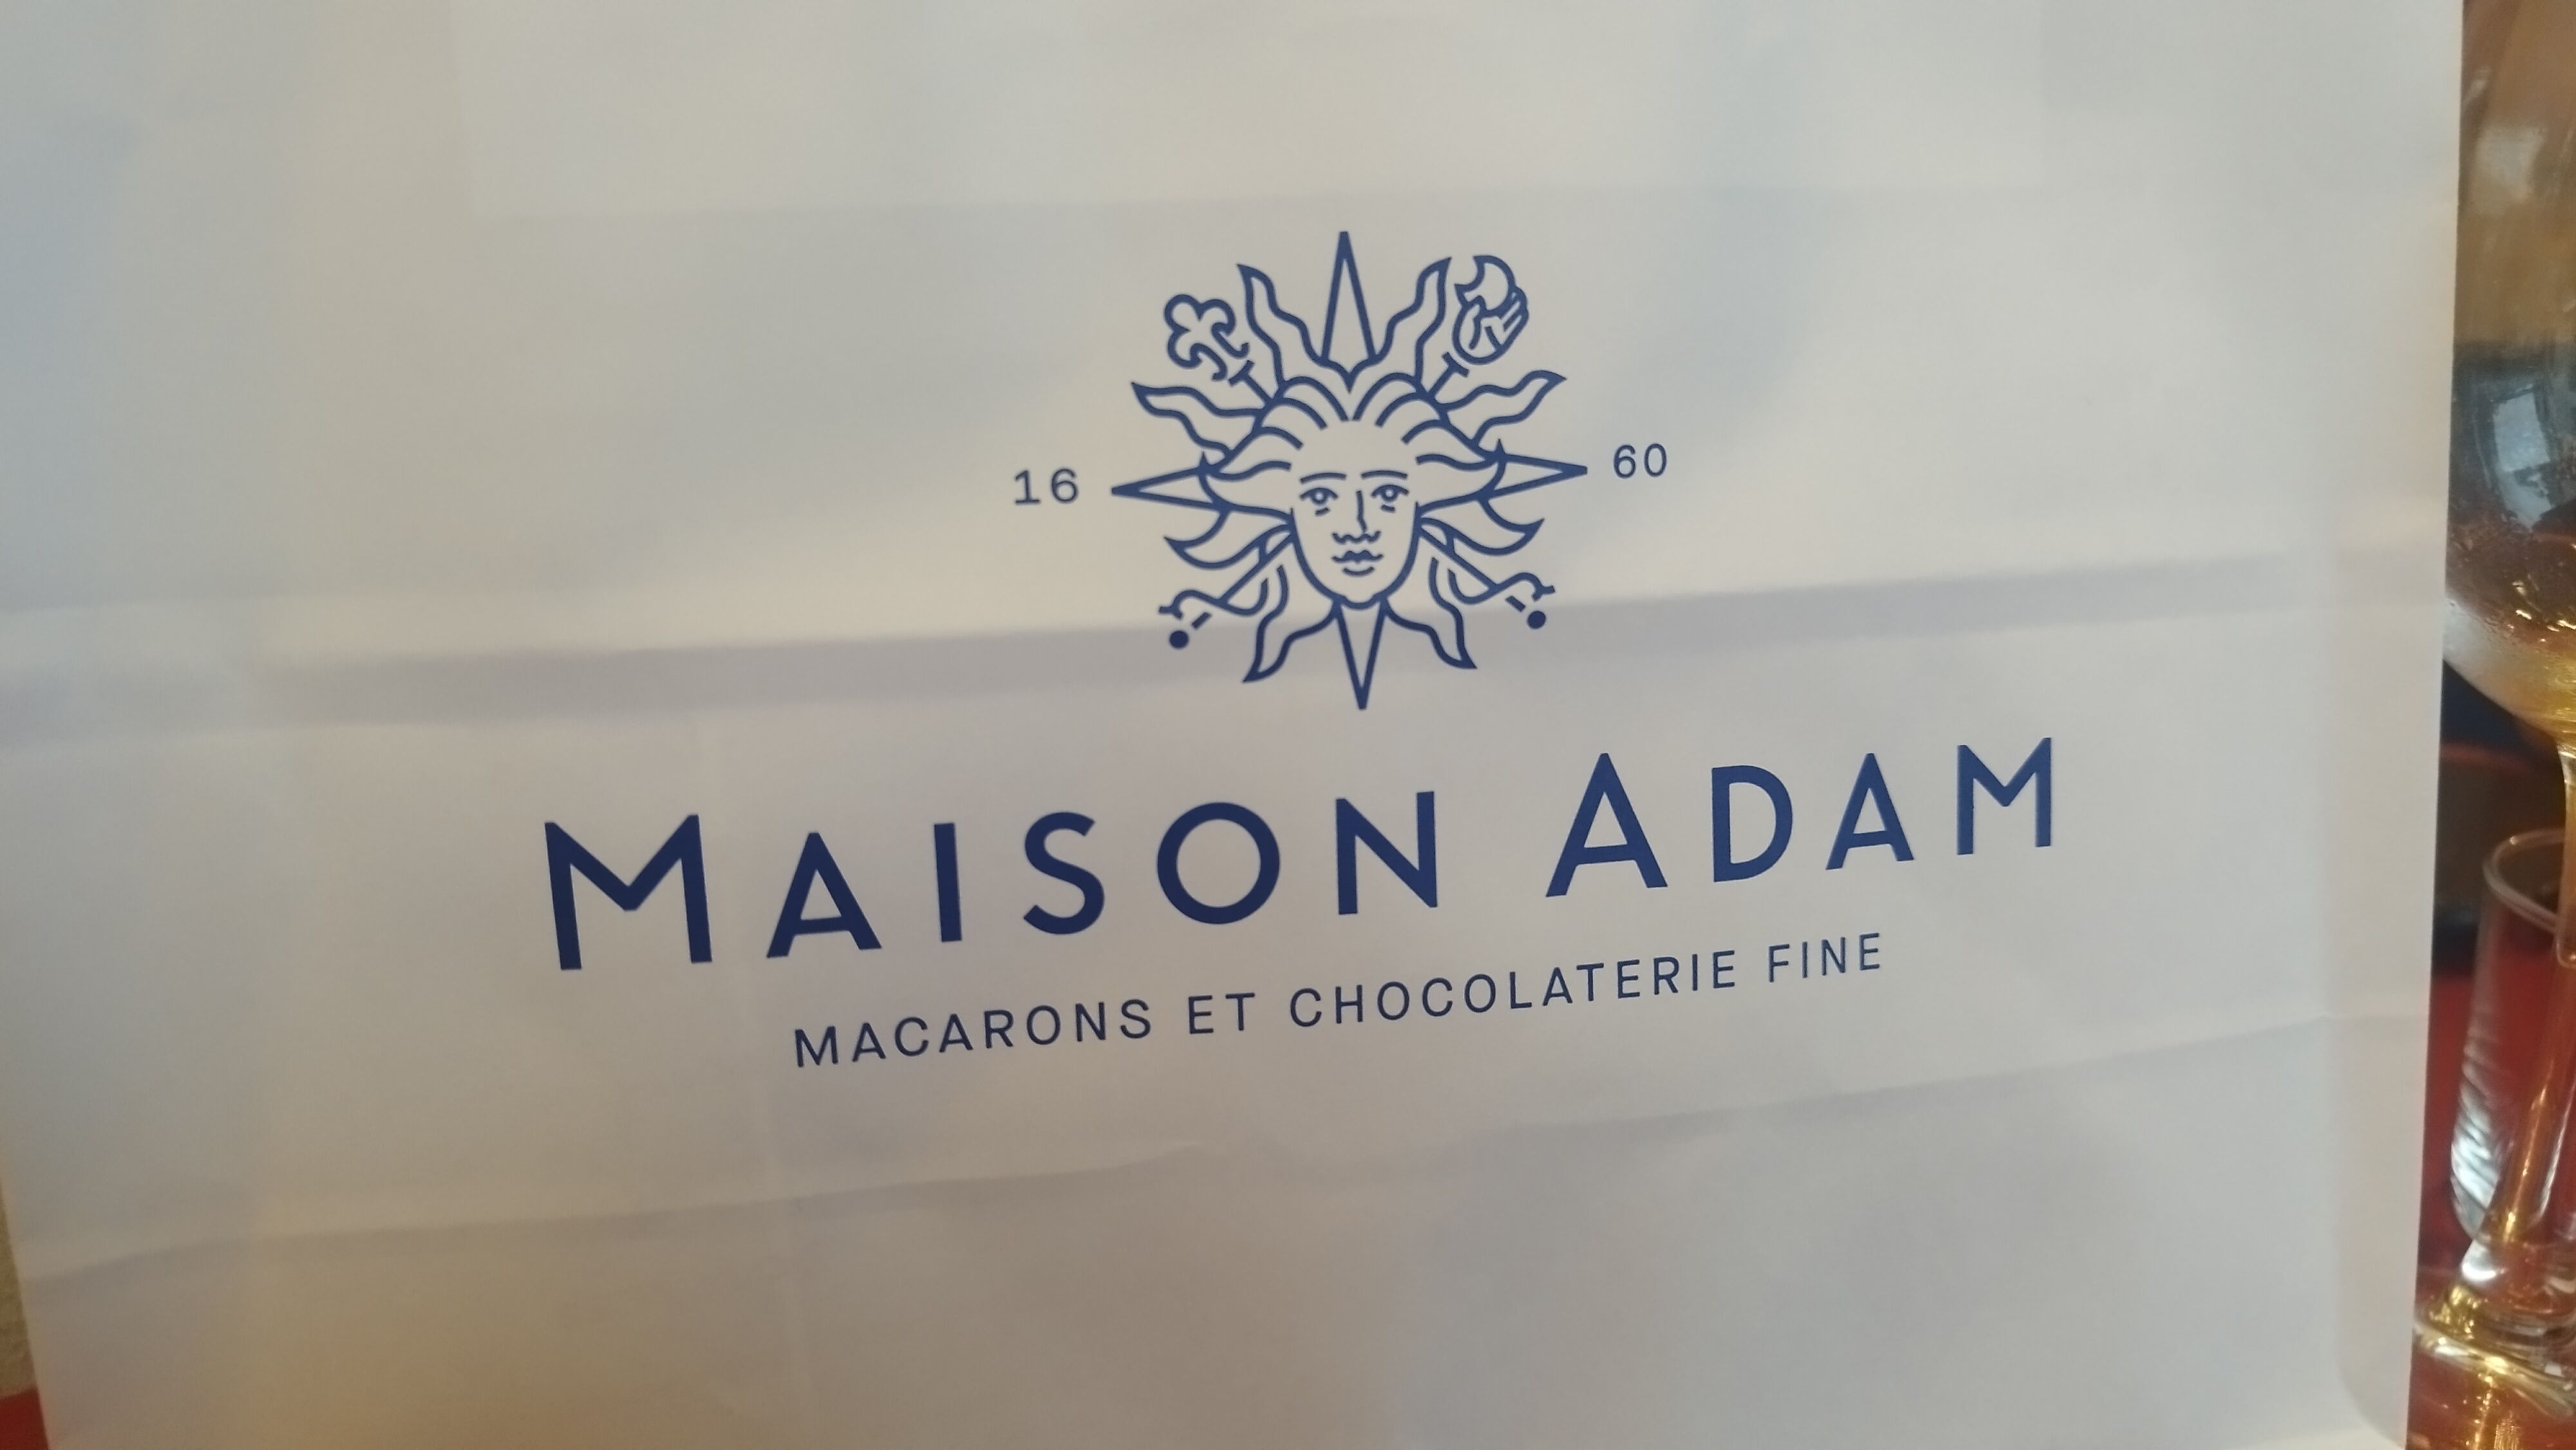 16 60
MAISON ADAM
MACARONS ET CHOCOLATERIE FINE